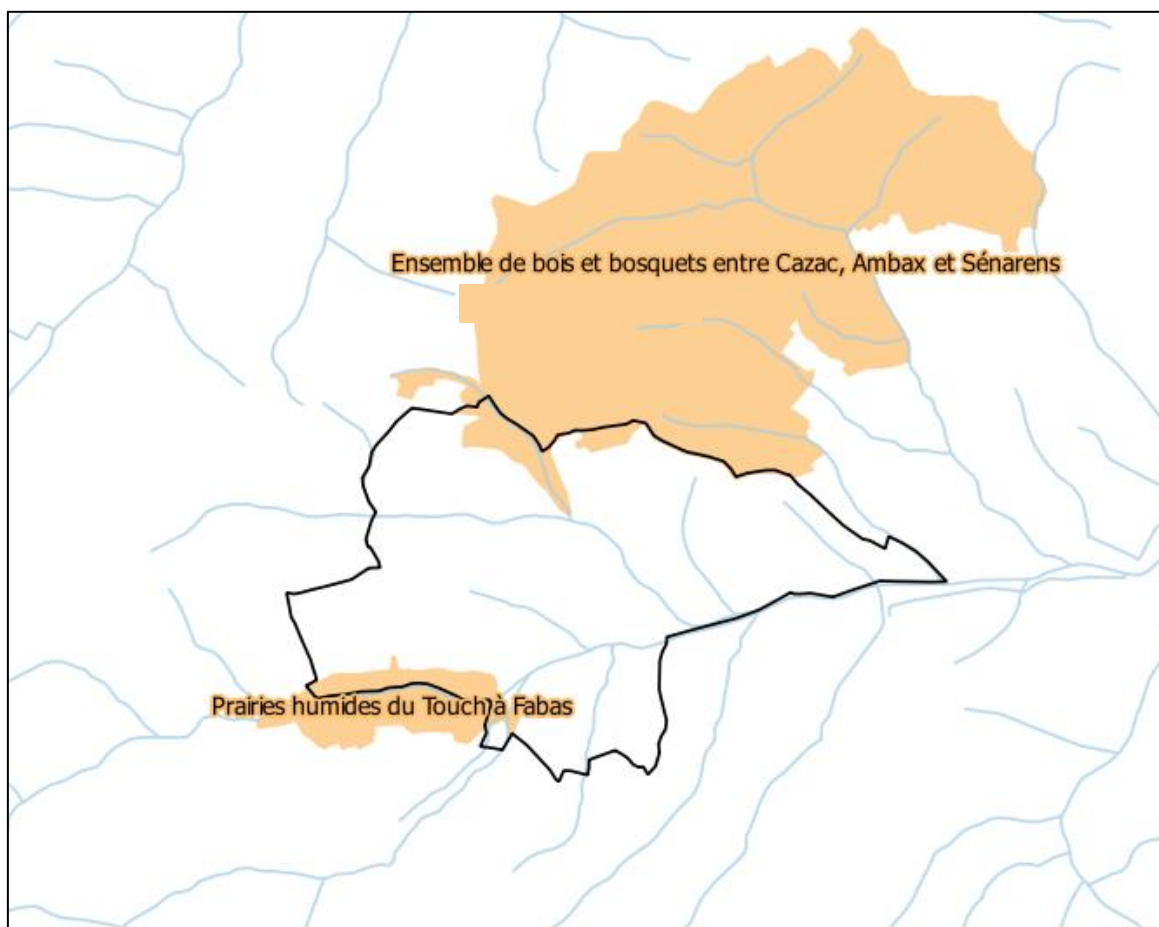 Ensemble de bois et bosquets entre Cazac, Ambax et Sénarens
Prairies humides du Touch à Fabas